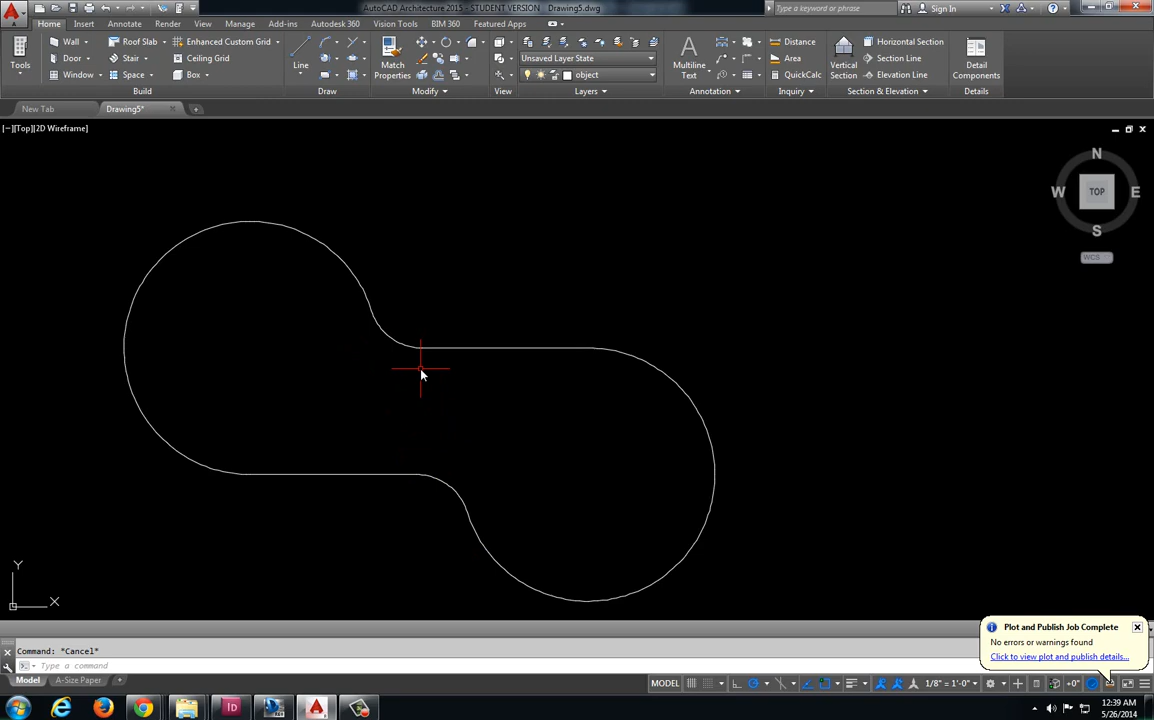 AutoCAD Architecture 2015 - STUDENT VERSION Drawing5.dwg
Type a keyword or phrase
Sign In
Home Insert Annotate Render View Manage Add-ins Autodesk 360 Vision Tools BIM 360 Featured Apps
Tools
Wall
Door
Window
Roof Slab
Stair
Space
Enhanced Custom Grid
Ceiling Grid
Box
Build
Line
Draw
Match
Properties
Modify
View
Unsaved Layer State
object
Layers
Multiline
Text
Annotation
Distance
Area
QuickCalc
Inquiry
Vertical
Section
Horizontal Section
Section Line
Elevation Line
Section & Elevation
Detail
Components
Details
New Tab
Drawing5*
[−][Top][2D Wireframe]
N
W
TOP
E
S
WCS
Y
X
Plot and Publish Job Complete
No errors or warnings found
Click to view plot and publish details...
Command: *Cancel*
Type a command
Model A-Size Paper
MODEL
1/8" = 1'-0"
+0"
12:39 AM
5/26/2014